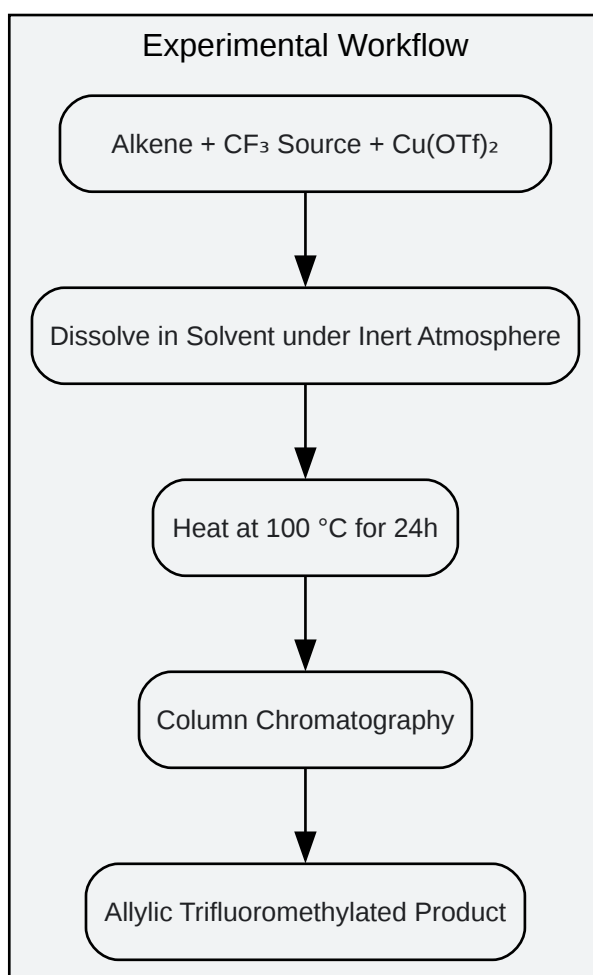 Experimental Workflow
Alkene + CF₃ Source + Cu(OTf)₂
Dissolve in Solvent under Inert Atmosphere
Heat at 100 °C for 24h
Column Chromatography
Allylic Trifluoromethylated Product